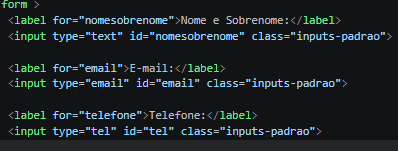 form >
<label for="nomesobrenome">Nome e Sobrenome:</label>
<input type="text" id="nomesobrenome" class="inputs-padrao">
<label for="email">E-mail:</label>
<input type="email" id="email" class="inputs-padrao">
<label for="telefone">Telefone:</label>
<input type="tel" id="tel" class="inputs-padrao">